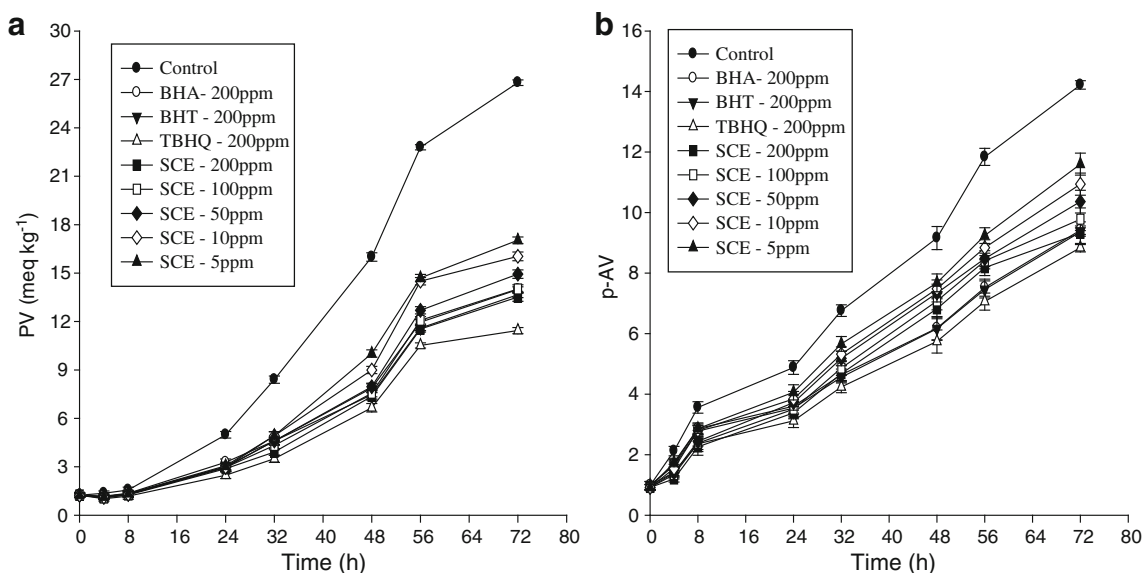 a
30
27
24
21
18
15
12
9
6
3
0
PV (meq kg⁻¹)
Control
BHA- 200ppm
BHT - 200ppm
TBHQ - 200ppm
SCE - 200ppm
SCE - 100ppm
SCE - 50ppm
SCE - 10ppm
SCE - 5ppm
0 8 16 24 32 40 48 56 64 72 80
Time (h)
b
16
14
12
10
8
6
4
2
0
p-AV
Control
BHA- 200ppm
BHT - 200ppm
TBHQ - 200ppm
SCE - 200ppm
SCE - 100ppm
SCE - 50ppm
SCE - 10ppm
SCE - 5ppm
0 8 16 24 32 40 48 56 64 72 80
Time (h)